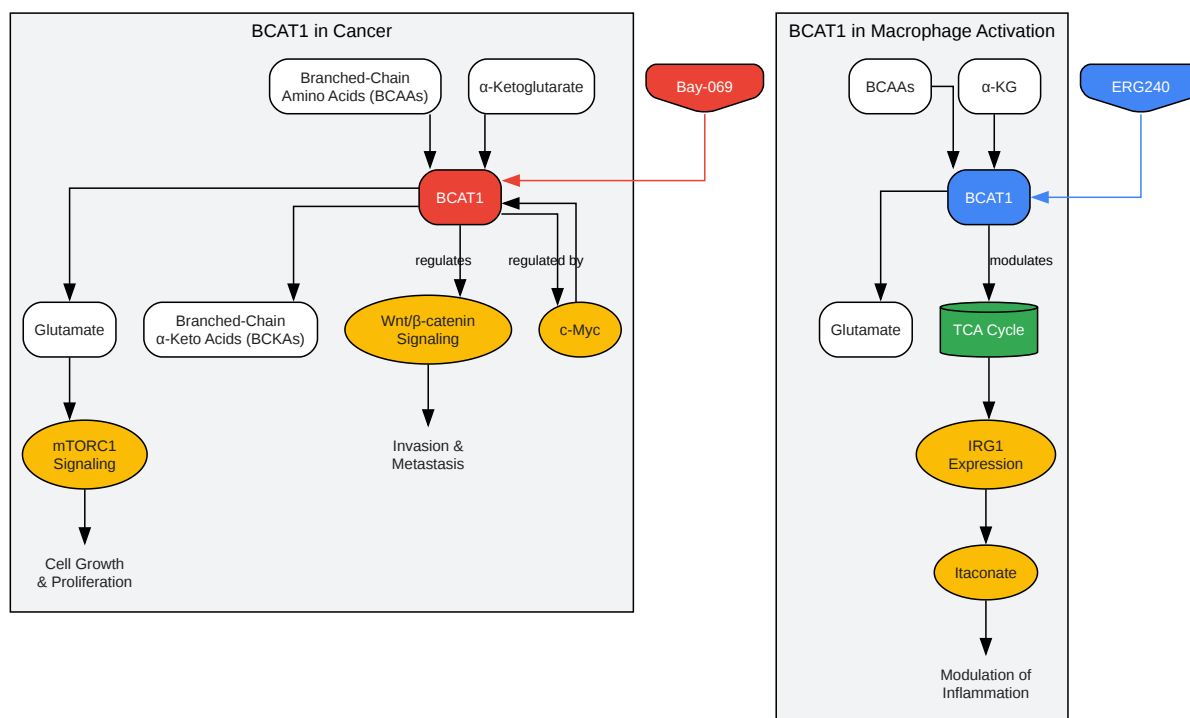 BCAT1 in Cancer
Branched-Chain
Amino Acids (BCAAs)
α-Ketoglutarate
Bay-069
BCAT1
regulates
regulated by
Glutamate
Branched-Chain
α-Keto Acids (BCKAs)
Wnt/β-catenin
Signaling
c-Myc
mTORC1
Signaling
Invasion &
Metastasis
Cell Growth
& Proliferation
BCAT1 in Macrophage Activation
BCAAs
α-KG
ERG240
BCAT1
modulates
Glutamate
TCA Cycle
IRG1
Expression
Itaconate
Modulation of
Inflammation